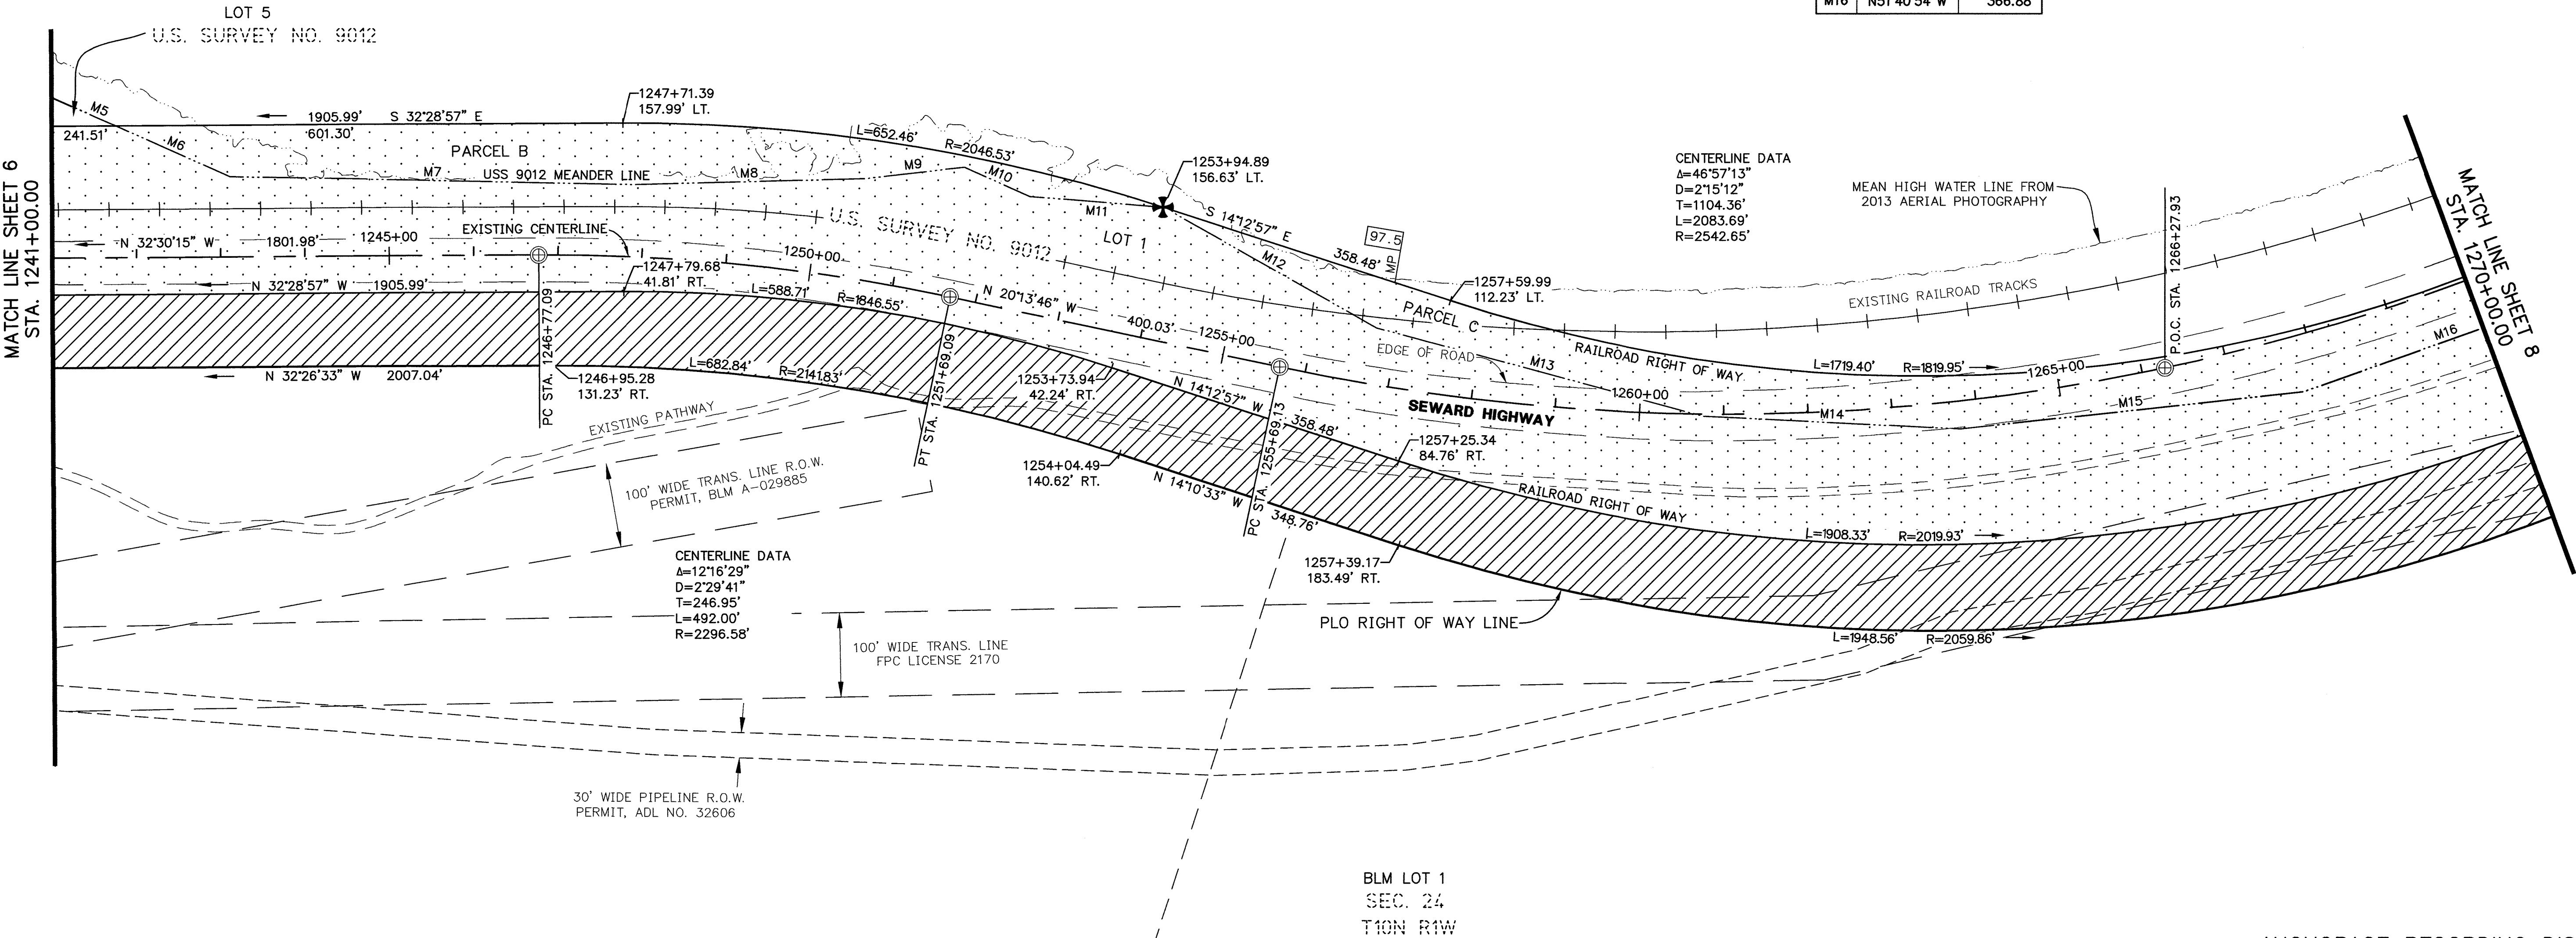 M16 N51°40'54"W 366.88
LOT 5
U.S. SURVEY NO. 9012
MATCH LINE SHEET 6
STA. 1241+00.00
M5
241.51'
1905.99' S 32°28'57" E
601.30'
1247+71.39
157.99' LT.
M6
PARCEL B
M7
USS 9012 MEANDER LINE
M8
L=652.46'
R=2046.53'
M9
M10
M11
1253+94.89
156.63' LT.
S 14°12'57" E
358.48'
MP 97.5
CENTERLINE DATA
Δ=46°57'13"
D=2°15'12"
T=1104.36'
L=2083.69'
R=2542.65'
MEAN HIGH WATER LINE FROM
2013 AERIAL PHOTOGRAPHY
P.O.C. STA. 1266+27.93
MATCH LINE SHEET 8
STA. 1270+00.00
N 32°30'15" W 1801.98'
1245+00
EXISTING CENTERLINE
U.S. SURVEY NO. 9012
LOT 1
M12
1250+00
1247+79.68
41.81' RT.
N 32°28'57" W 1905.99'
L=588.71'
R=1846.55'
N 20°13'46" W
400.03'
1255+00
1257+59.99
112.23' LT.
PARCEL C
EXISTING RAILROAD TRACKS
EDGE OF ROAD
M13
RAILROAD RIGHT OF WAY
L=1719.40' R=1819.95'
1265+00
M16
N 32°26'33" W 2007.04'
PC STA. 1246+77.09
1246+95.28
131.23' RT.
L=682.84'
R=2141.83'
PT STA. 1251+69.09
1253+73.94
42.24' RT.
N 14°12'57" W
358.48'
PC STA. 1255+69.13
SEWARD HIGHWAY
1260+00
M14
M15
EXISTING PATHWAY
100' WIDE TRANS. LINE R.O.W.
PERMIT, BLM A-029885
1254+04.49
140.62' RT.
N 14°10'33" W
348.76'
1257+25.34
84.76' RT.
RAILROAD RIGHT OF WAY
L=1908.33' R=2019.93'
CENTERLINE DATA
Δ=12°16'29"
D=2°29'41"
T=246.95'
L=492.00'
R=2296.58'
1257+39.17
183.49' RT.
PLO RIGHT OF WAY LINE
L=1948.56' R=2059.86'
100' WIDE TRANS. LINE
FPC LICENSE 2170
30' WIDE PIPELINE R.O.W.
PERMIT, ADL NO. 32606
BLM LOT 1
SEC. 24
T10N R1W